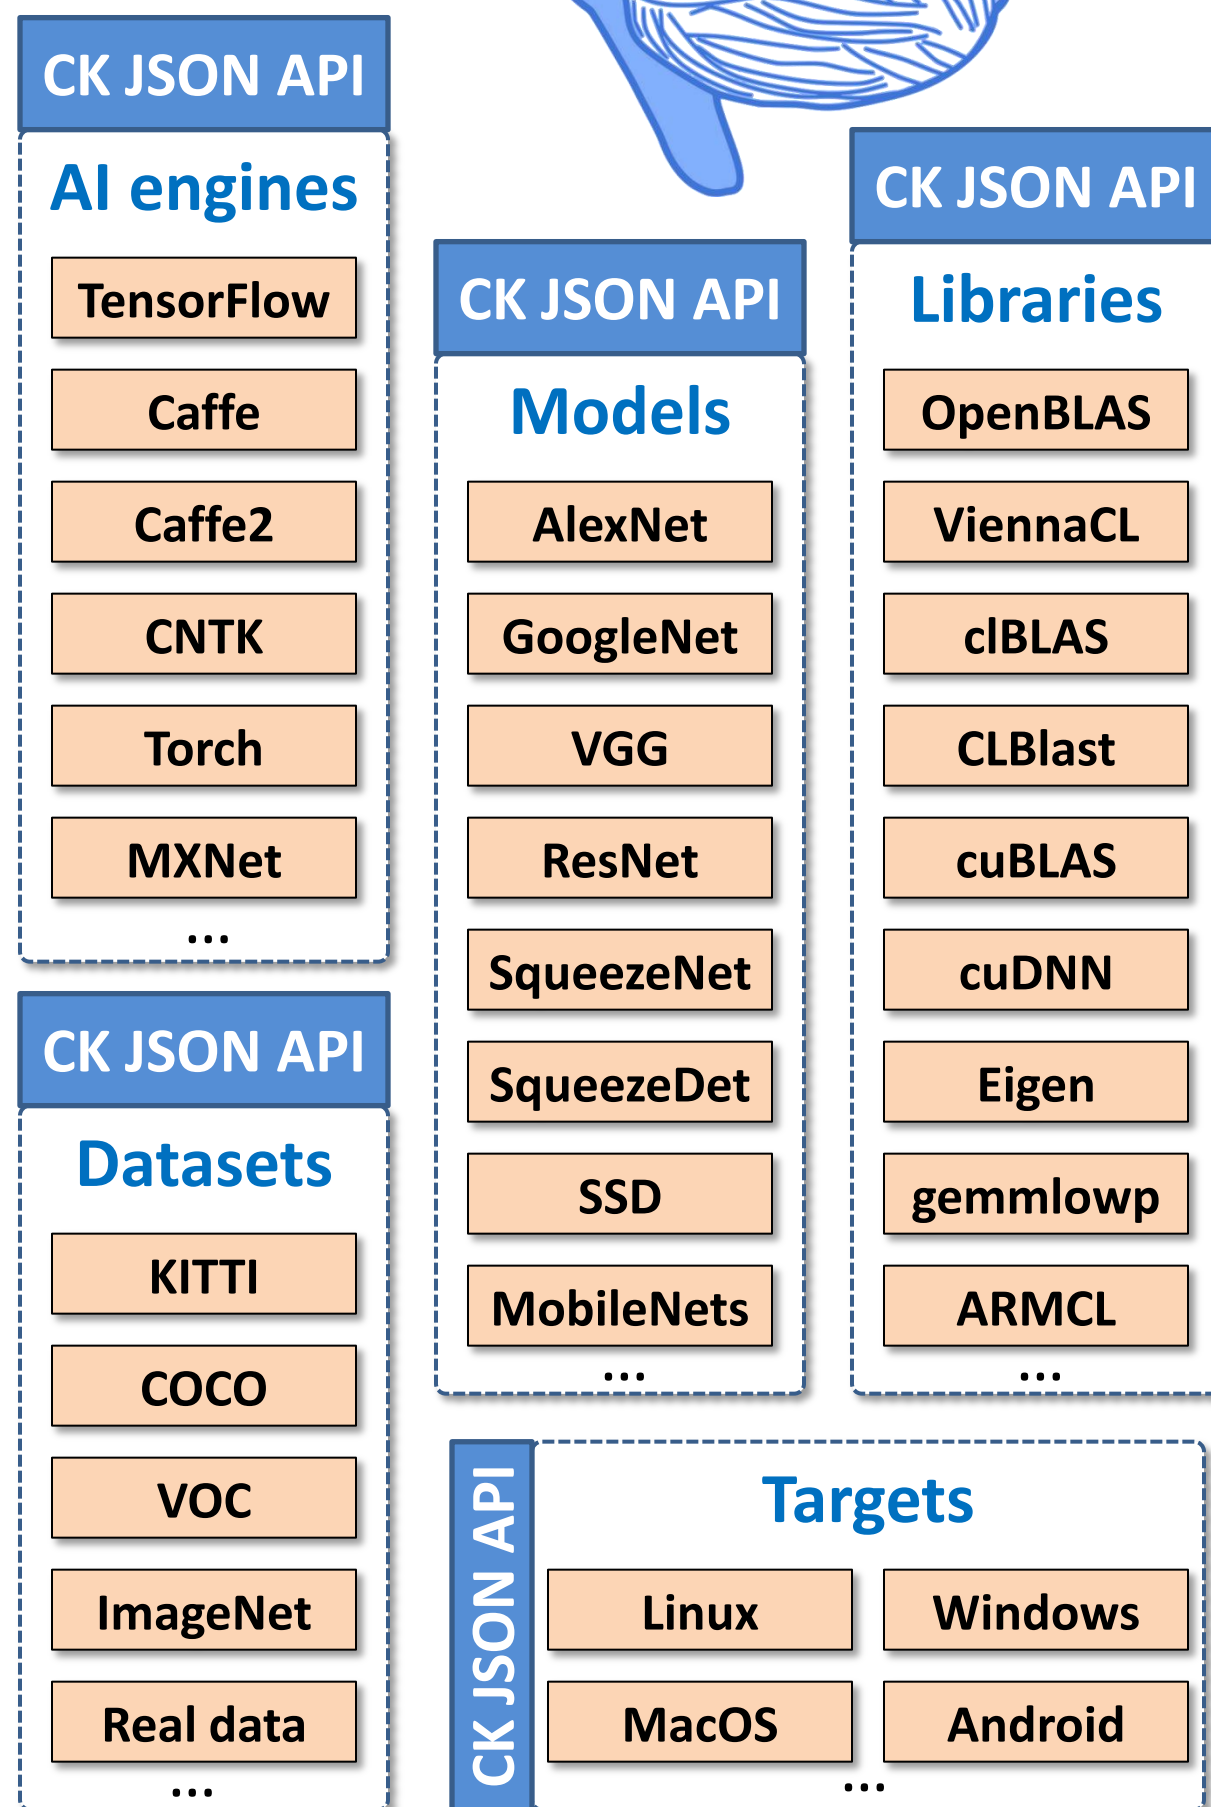 CK JSON API
AI engines
TensorFlow
Caffe
Caffe2
CNTK
Torch
MXNet
...
CK JSON API
Datasets
KITTI
COCO
VOC
ImageNet
Real data
...
CK JSON API
Models
AlexNet
GoogleNet
VGG
ResNet
SqueezeNet
SqueezeDet
SSD
MobileNets
...
CK JSON API
Libraries
OpenBLAS
ViennaCL
clBLAS
CLBlast
cuBLAS
cuDNN
Eigen
gemmlowp
ARMCL
...
CK JSON API
Targets
Linux
Windows
MacOS
Android
...